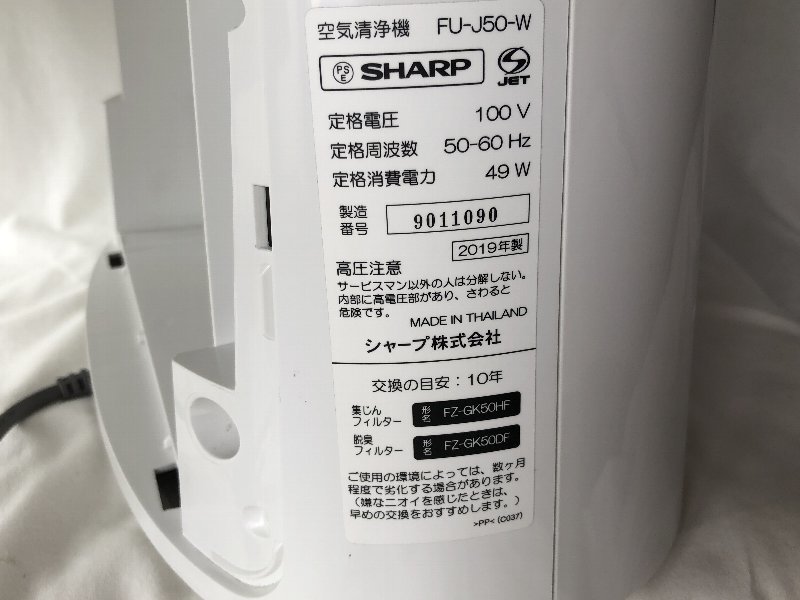 空気清浄機 FU-J50-W
PS E SHARP JET
定格電圧 100 V
定格周波数 50-60 Hz
定格消費電力 49 W
製造番号 9011090
2019年製
高圧注意
サービスマン以外の人は分解しない。
内部に高電圧部があり、さわると
危険です。
MADE IN THAILAND
シャープ株式会社
交換の目安：10年
集じんフィルター 形名 FZ-GK50HF
脱臭フィルター 形名 FZ-GK50DF
ご使用の環境によっては、数ヶ月
程度で劣化する場合があります。
(嫌なニオイを感じたときは、
早めの交換をおすすめします。)
>PP< (C037)